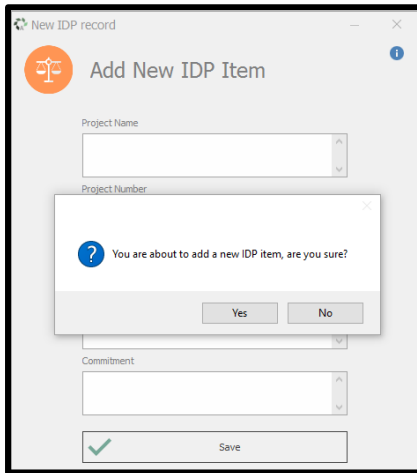 New IDP record
Add New IDP Item
Project Name
Project Number
You are about to add a new IDP item, are you sure?
Yes No
Commitment
Save